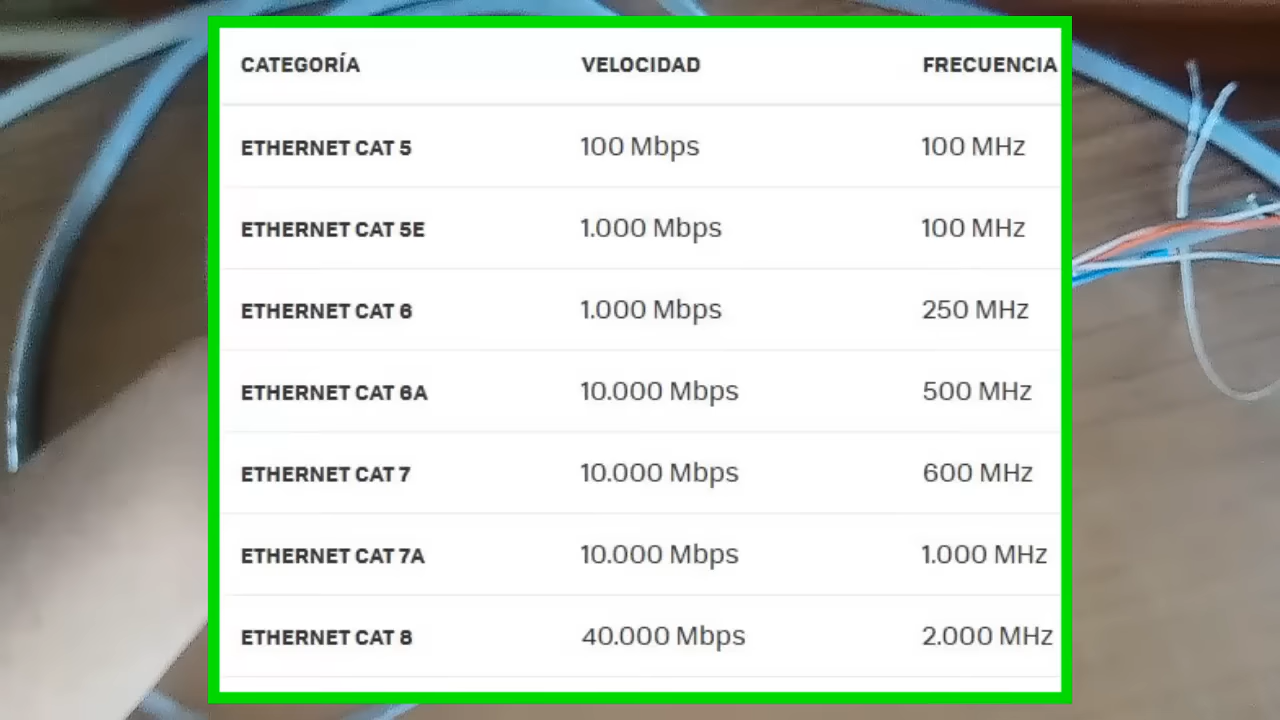 CATEGORÍA VELOCIDAD FRECUENCIA
ETHERNET CAT 5 100 Mbps 100 MHz
ETHERNET CAT 5E 1.000 Mbps 100 MHz
ETHERNET CAT 6 1.000 Mbps 250 MHz
ETHERNET CAT 6A 10.000 Mbps 500 MHz
ETHERNET CAT 7 10.000 Mbps 600 MHz
ETHERNET CAT 7A 10.000 Mbps 1.000 MHz
ETHERNET CAT 8 40.000 Mbps 2.000 MHz